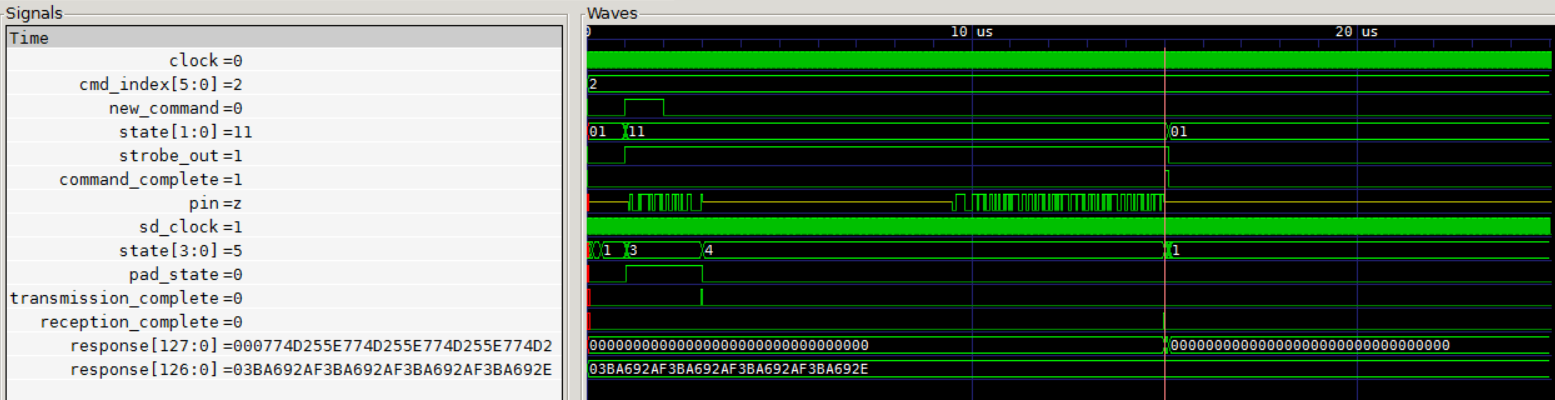 Signals Waves
Time 0 10 us 20 us
clock =0
cmd_index[5:0] =2 2
new_command =0
state[1:0] =11 01 11 01
strobe_out =1
command_complete =1
pin =z
sd_clock =1
state[3:0] =5 1 3 4 1
pad_state =0
transmission_complete =0
reception_complete =0
response[127:0] =000774D255E774D255E774D255E774D2 00000000000000000000000000000000 00000000000000000000000000000000
response[126:0] =03BA692AF3BA692AF3BA692AF3BA692E 03BA692AF3BA692AF3BA692AF3BA692E